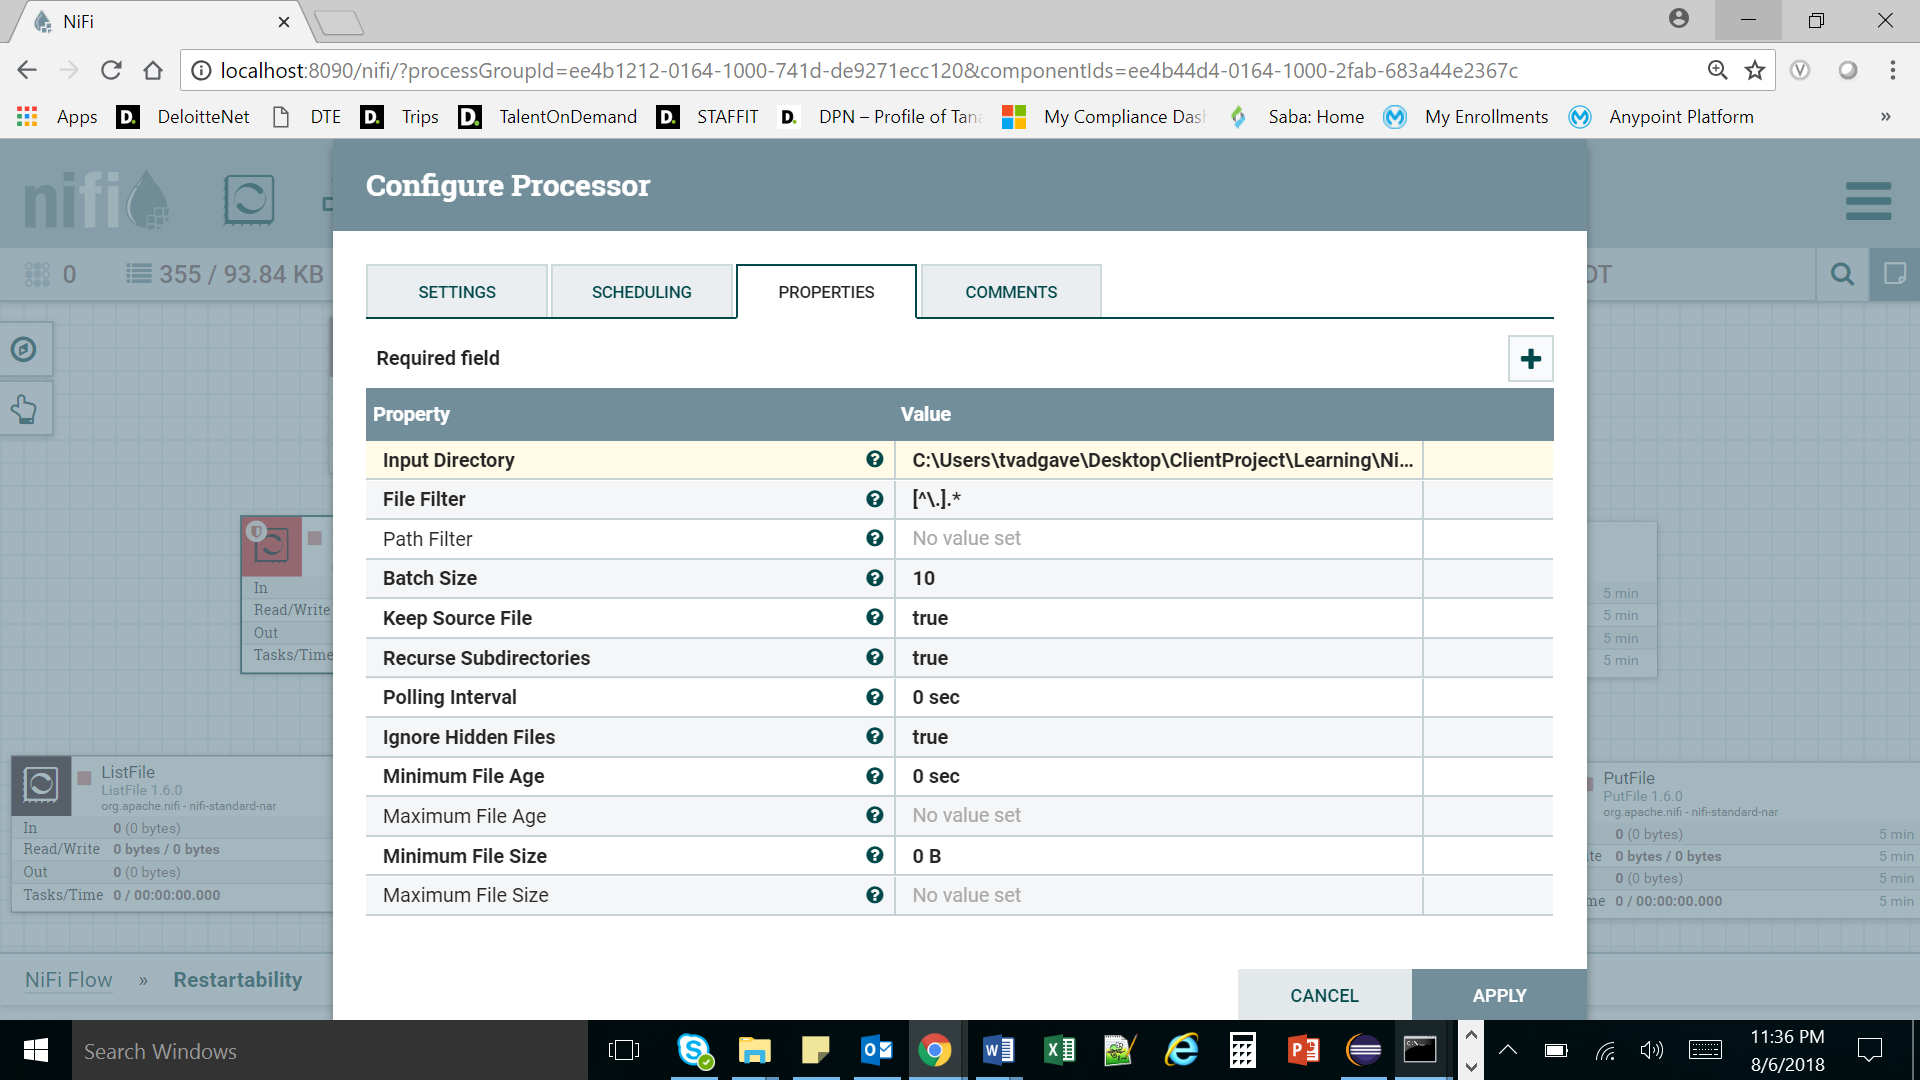 NiFi
localhost:8090/nifi/?processGroupId=ee4b1212-0164-1000-741d-de9271ecc120&componentIds=ee4b44d4-0164-1000-2fab-683a44e2367c
Apps DeloitteNet DTE Trips TalentOnDemand STAFFIT DPN – Profile of Tana My Compliance Dash Saba: Home My Enrollments Anypoint Platform »
nifi
Configure Processor
0 355 / 93.84 KB
OT
SETTINGS SCHEDULING PROPERTIES COMMENTS
Required field
Property Value
Input Directory C:\Users\tvadgave\Desktop\ClientProject\Learning\Ni...
File Filter [^\.].*
Path Filter No value set
Batch Size 10
Keep Source File true
Recurse Subdirectories true
Polling Interval 0 sec
Ignore Hidden Files true
Minimum File Age 0 sec
Maximum File Age No value set
Minimum File Size 0 B
Maximum File Size No value set
CANCEL APPLY
In
Read/Write
Out
Tasks/Time
5 min
5 min
5 min
5 min
ListFile
ListFile 1.6.0
org.apache.nifi - nifi-standard-nar
In 0 (0 bytes)
Read/Write 0 bytes / 0 bytes
Out 0 (0 bytes)
Tasks/Time 0 / 00:00:00.000
PutFile
PutFile 1.6.0
org.apache.nifi - nifi-standard-nar
0 (0 bytes) 5 min
ite 0 bytes / 0 bytes 5 min
0 (0 bytes) 5 min
me 0 / 00:00:00.000 5 min
NiFi Flow » Restartability
Search Windows
11:36 PM
8/6/2018